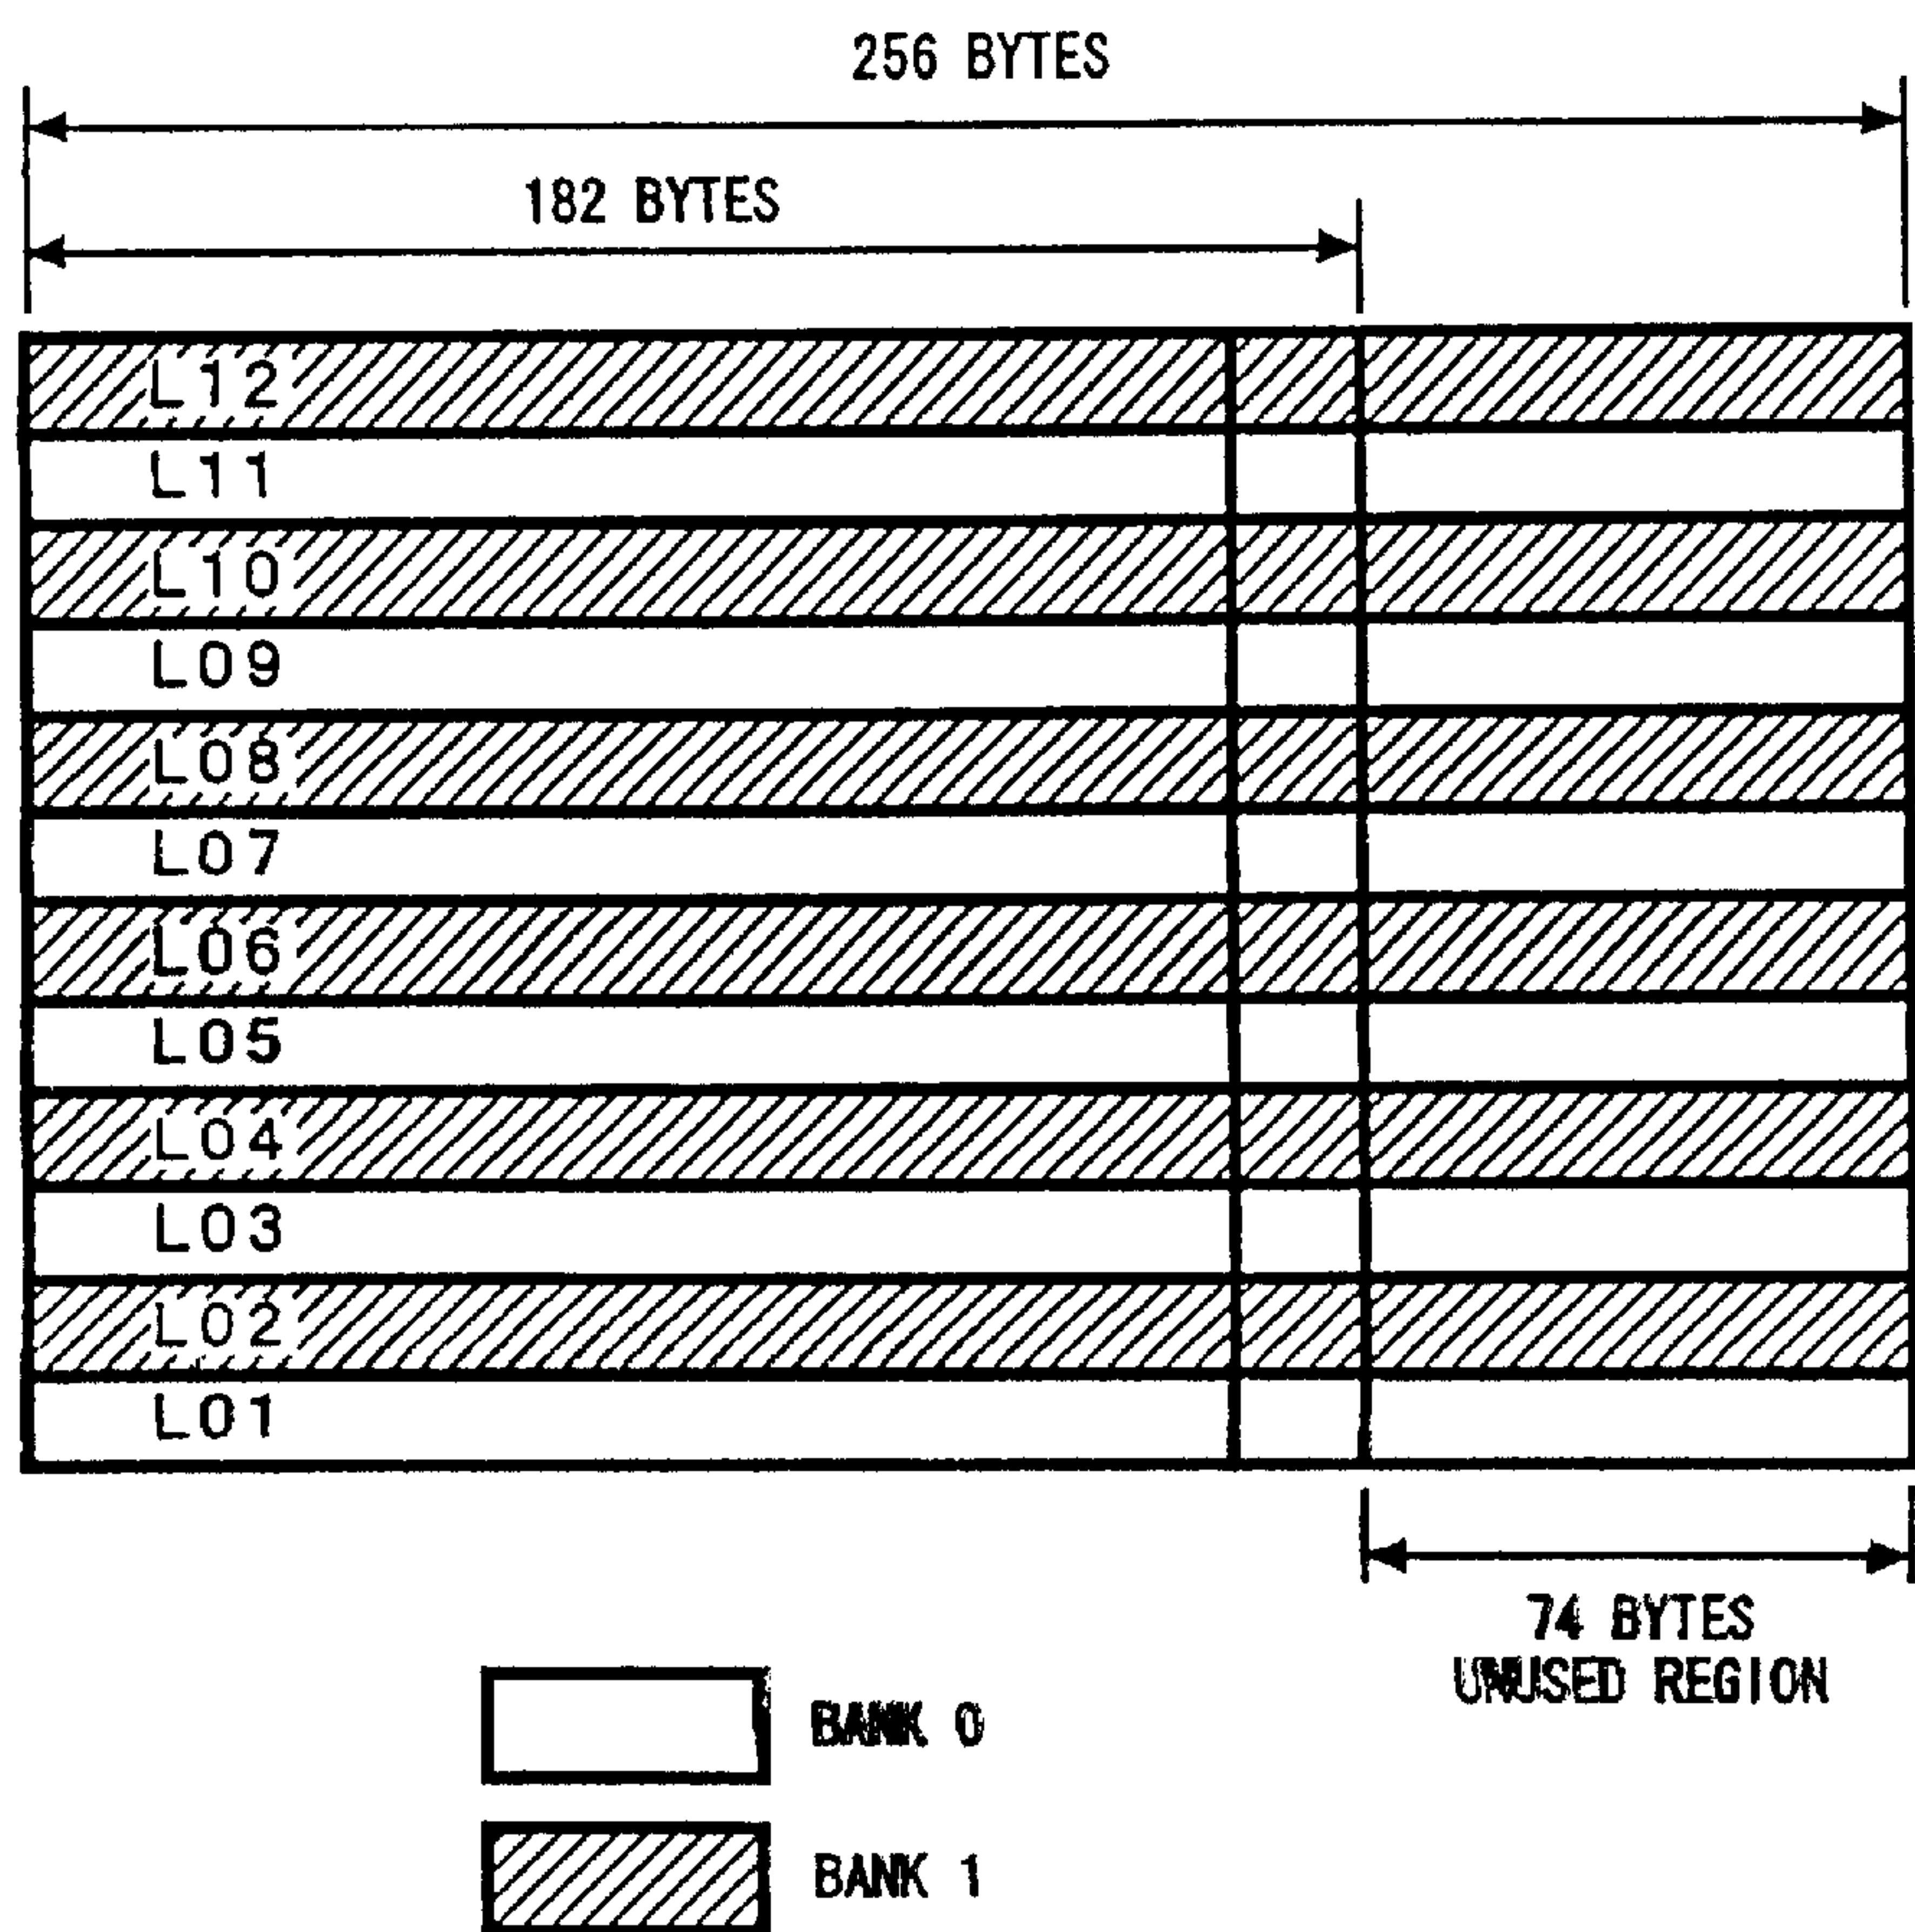 256 BYTES
182 BYTES
L12
L11
L10
L09
L08
L07
L06
L05
L04
L03
L02
L01
74 BYTES
UNUSED REGION
BANK 0
BANK 1